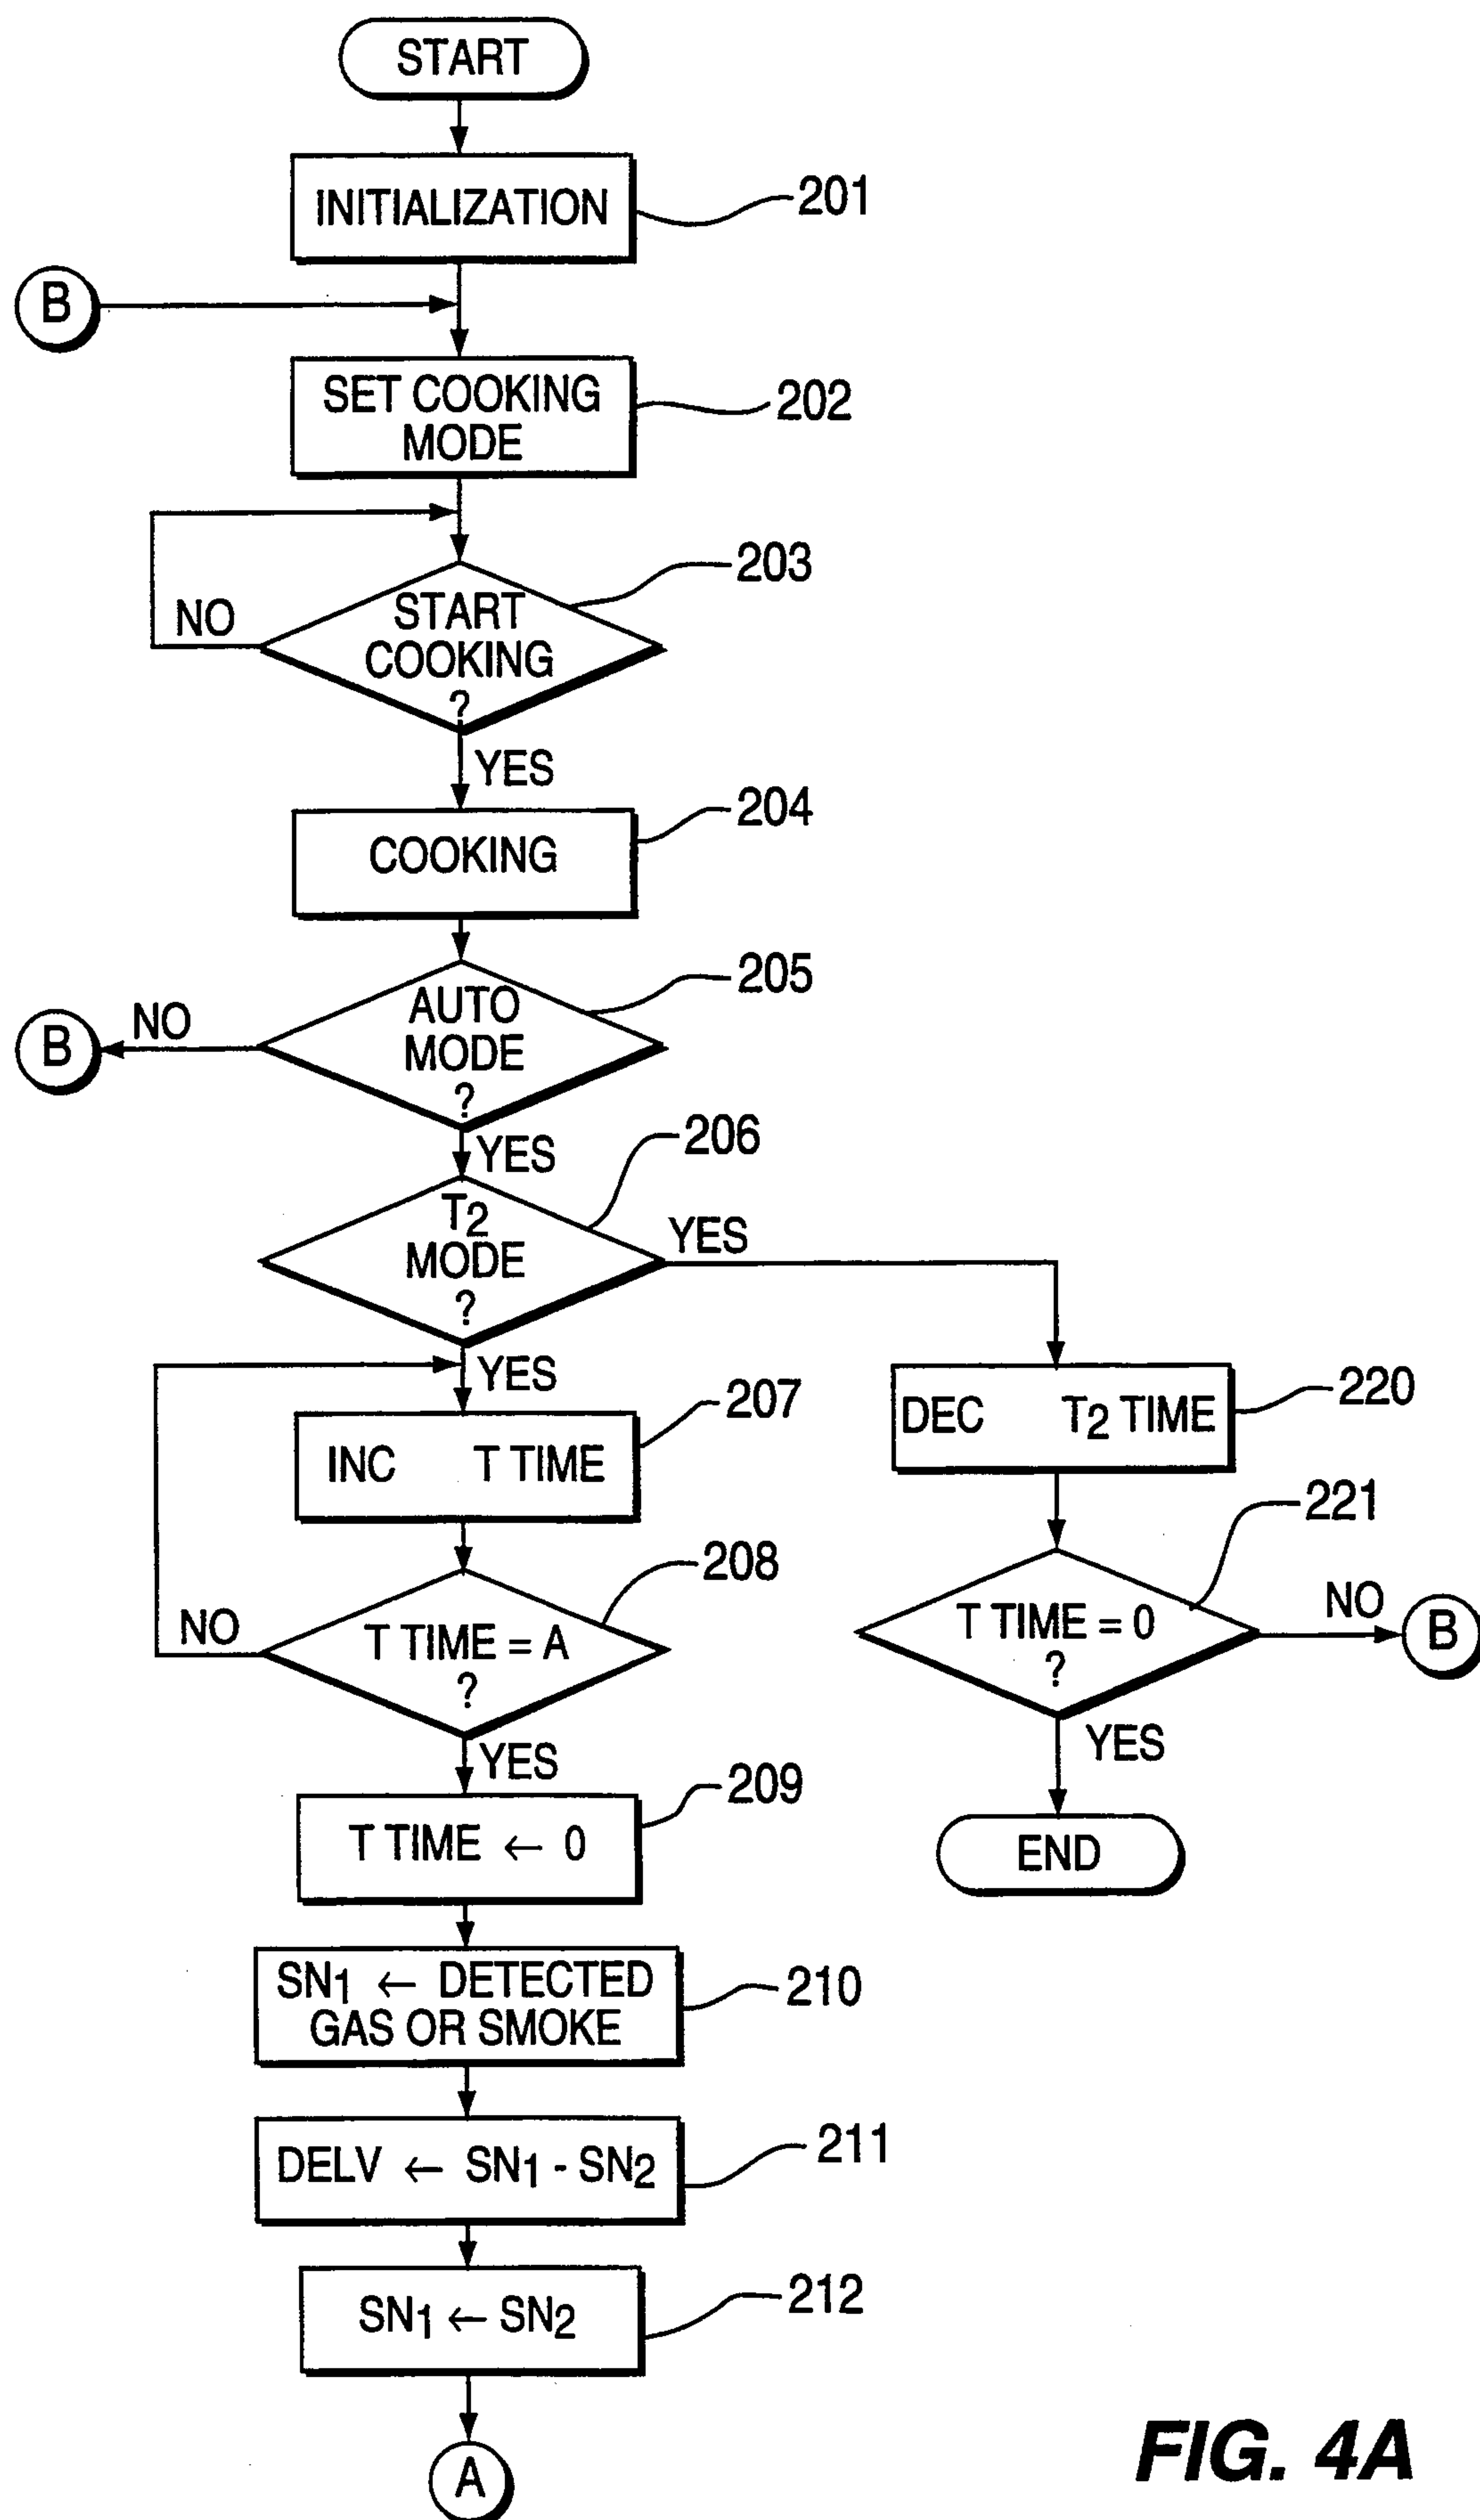 START
INITIALIZATION
201
B
SET COOKING
MODE
202
203
NO
START
COOKING
?
YES
204
COOKING
205
AUTO
MODE
?
NO
B
YES
206
T2
MODE
?
YES
YES
207
INC T TIME
DEC T2 TIME
220
221
208
NO
T TIME = A
?
T TIME = 0
?
NO
B
YES
YES
209
T TIME ← 0
END
SN1 ← DETECTED
GAS OR SMOKE
210
211
DELV ← SN1 - SN2
212
SN1 ← SN2
A
FIG. 4A